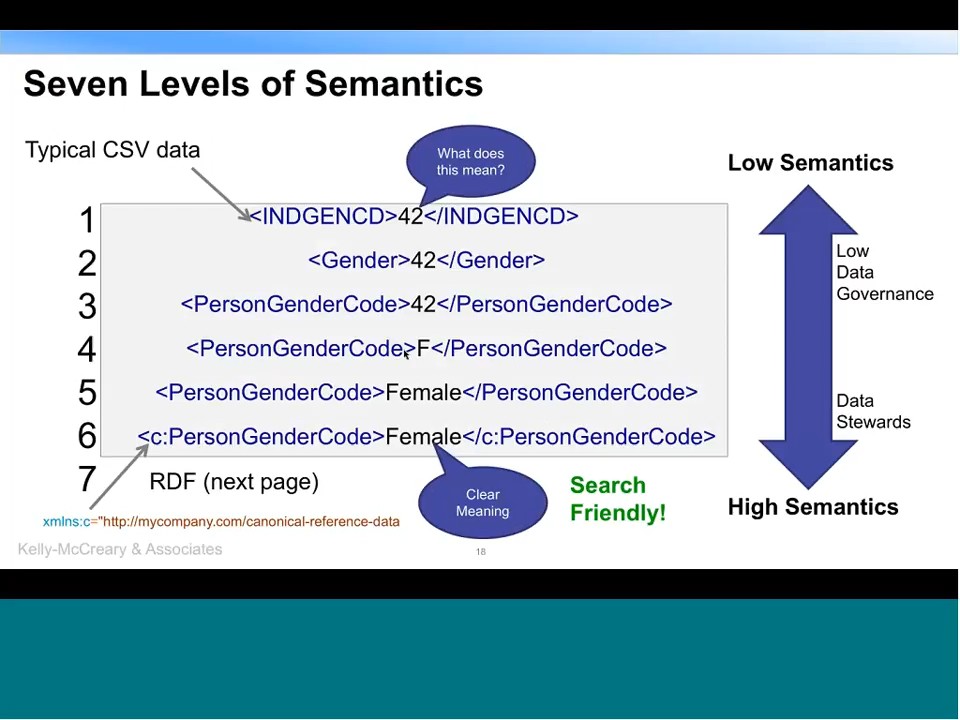 Seven Levels of Semantics
Typical CSV data
What does
this mean?
Low Semantics
1 <INDGENCD>42</INDGENCD>
2 <Gender>42</Gender>
Low
Data
Governance
3 <PersonGenderCode>42</PersonGenderCode>
4 <PersonGenderCode>F</PersonGenderCode>
5 <PersonGenderCode>Female</PersonGenderCode>
Data
Stewards
6 <c:PersonGenderCode>Female</c:PersonGenderCode>
7 RDF (next page)
Clear
Meaning
Search
Friendly!
High Semantics
xmlns:c="http://mycompany.com/canonical-reference-data
Kelly-McCreary & Associates
18